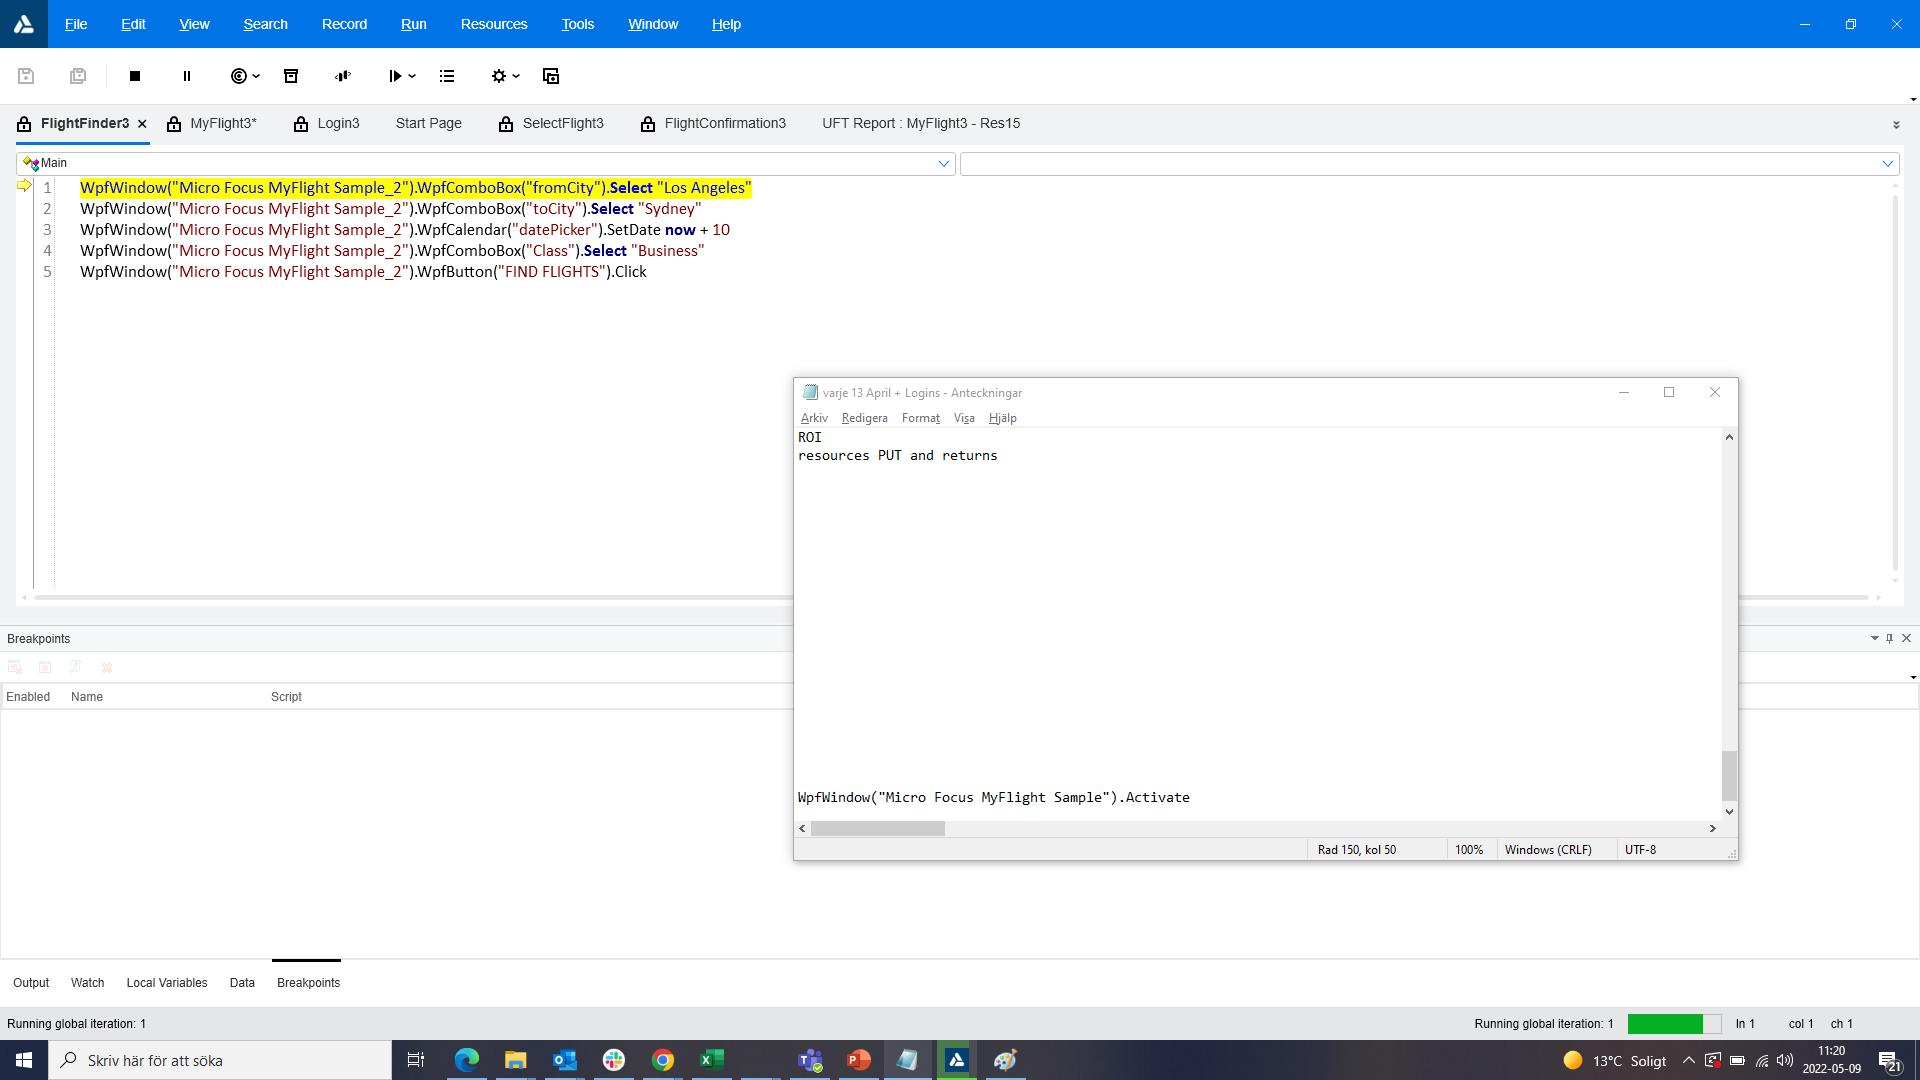 File Edit View Search Record Run Resources Tools Window Help
FlightFinder3 MyFlight3* Login3 Start Page SelectFlight3 FlightConfirmation3 UFT Report : MyFlight3 - Res15
Main
1 WpfWindow("Micro Focus MyFlight Sample_2").WpfComboBox("fromCity").Select "Los Angeles"
2 WpfWindow("Micro Focus MyFlight Sample_2").WpfComboBox("toCity").Select "Sydney"
3 WpfWindow("Micro Focus MyFlight Sample_2").WpfCalendar("datePicker").SetDate now + 10
4 WpfWindow("Micro Focus MyFlight Sample_2").WpfComboBox("Class").Select "Business"
5 WpfWindow("Micro Focus MyFlight Sample_2").WpfButton("FIND FLIGHTS").Click
varje 13 April + Logins - Anteckningar
Arkiv Redigera Format Visa Hjälp
ROI
resources PUT and returns
WpfWindow("Micro Focus MyFlight Sample").Activate
Rad 150, kol 50 100% Windows (CRLF) UTF-8
Breakpoints
Enabled Name Script
Output Watch Local Variables Data Breakpoints
Running global iteration: 1 Running global iteration: 1 ln 1 col 1 ch 1
Skriv här för att söka 13°C Soligt 11:20
2022-05-09 21